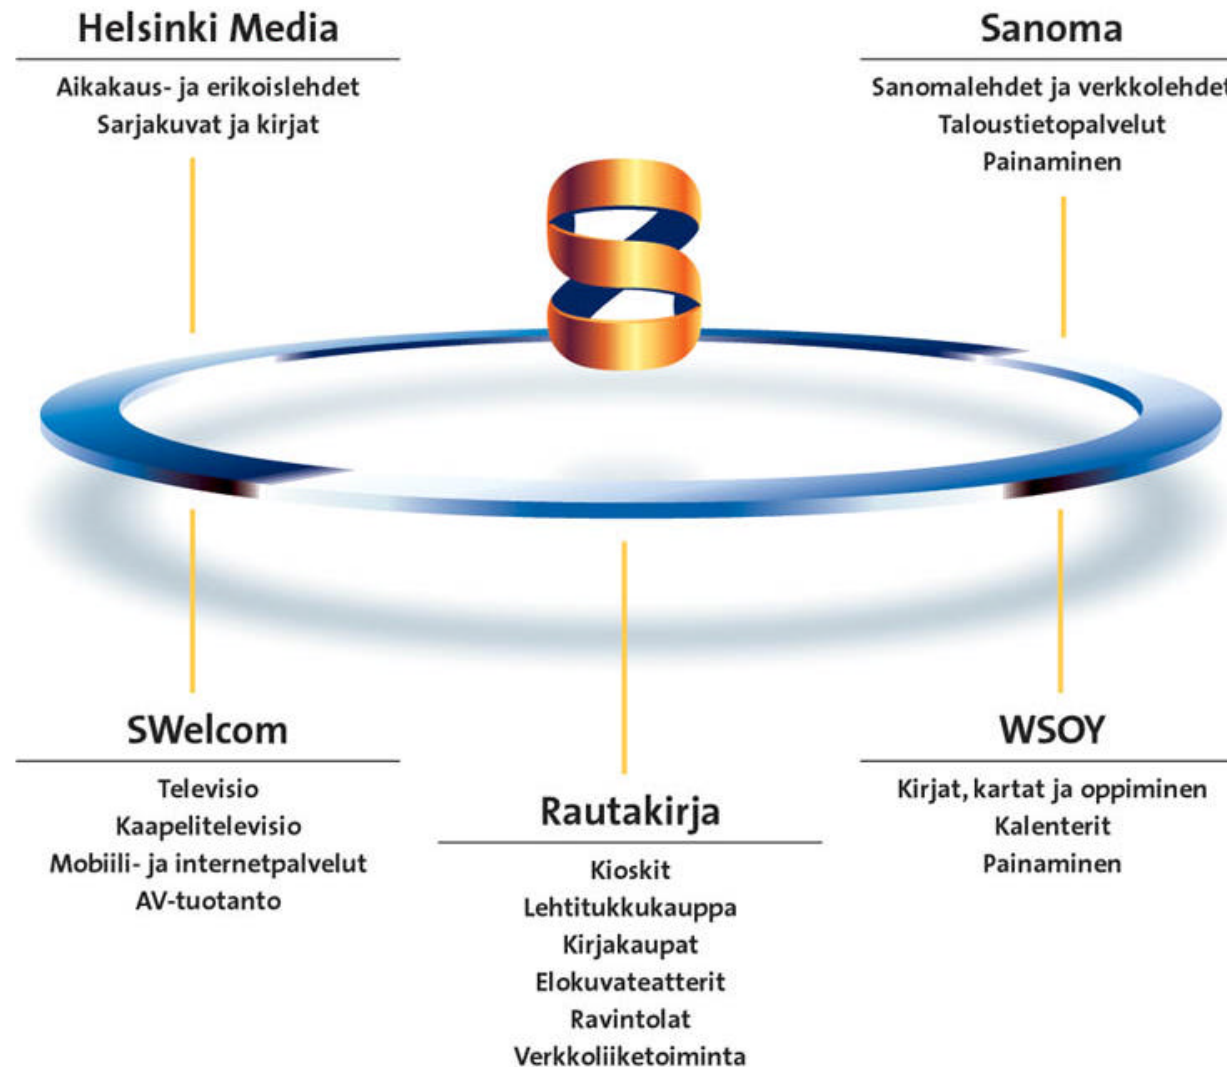 Helsinki Media
Aikakaus- ja erikoislehdet
Sarjakuvat ja kirjat
Sanoma
Sanomalehdet ja verkkolehdet
Taloustietopalvelut
Painaminen
SWelcom
Televisio
Kaapelitelevisio
Mobiili- ja internetpalvelut
AV-tuotanto
Rautakirja
Kioskit
Lehtitukkukauppa
Kirjakaupat
Elokuvateatterit
Ravintolat
Verkkoliiketoiminta
WSOY
Kirjat, kartat ja oppiminen
Kalenterit
Painaminen